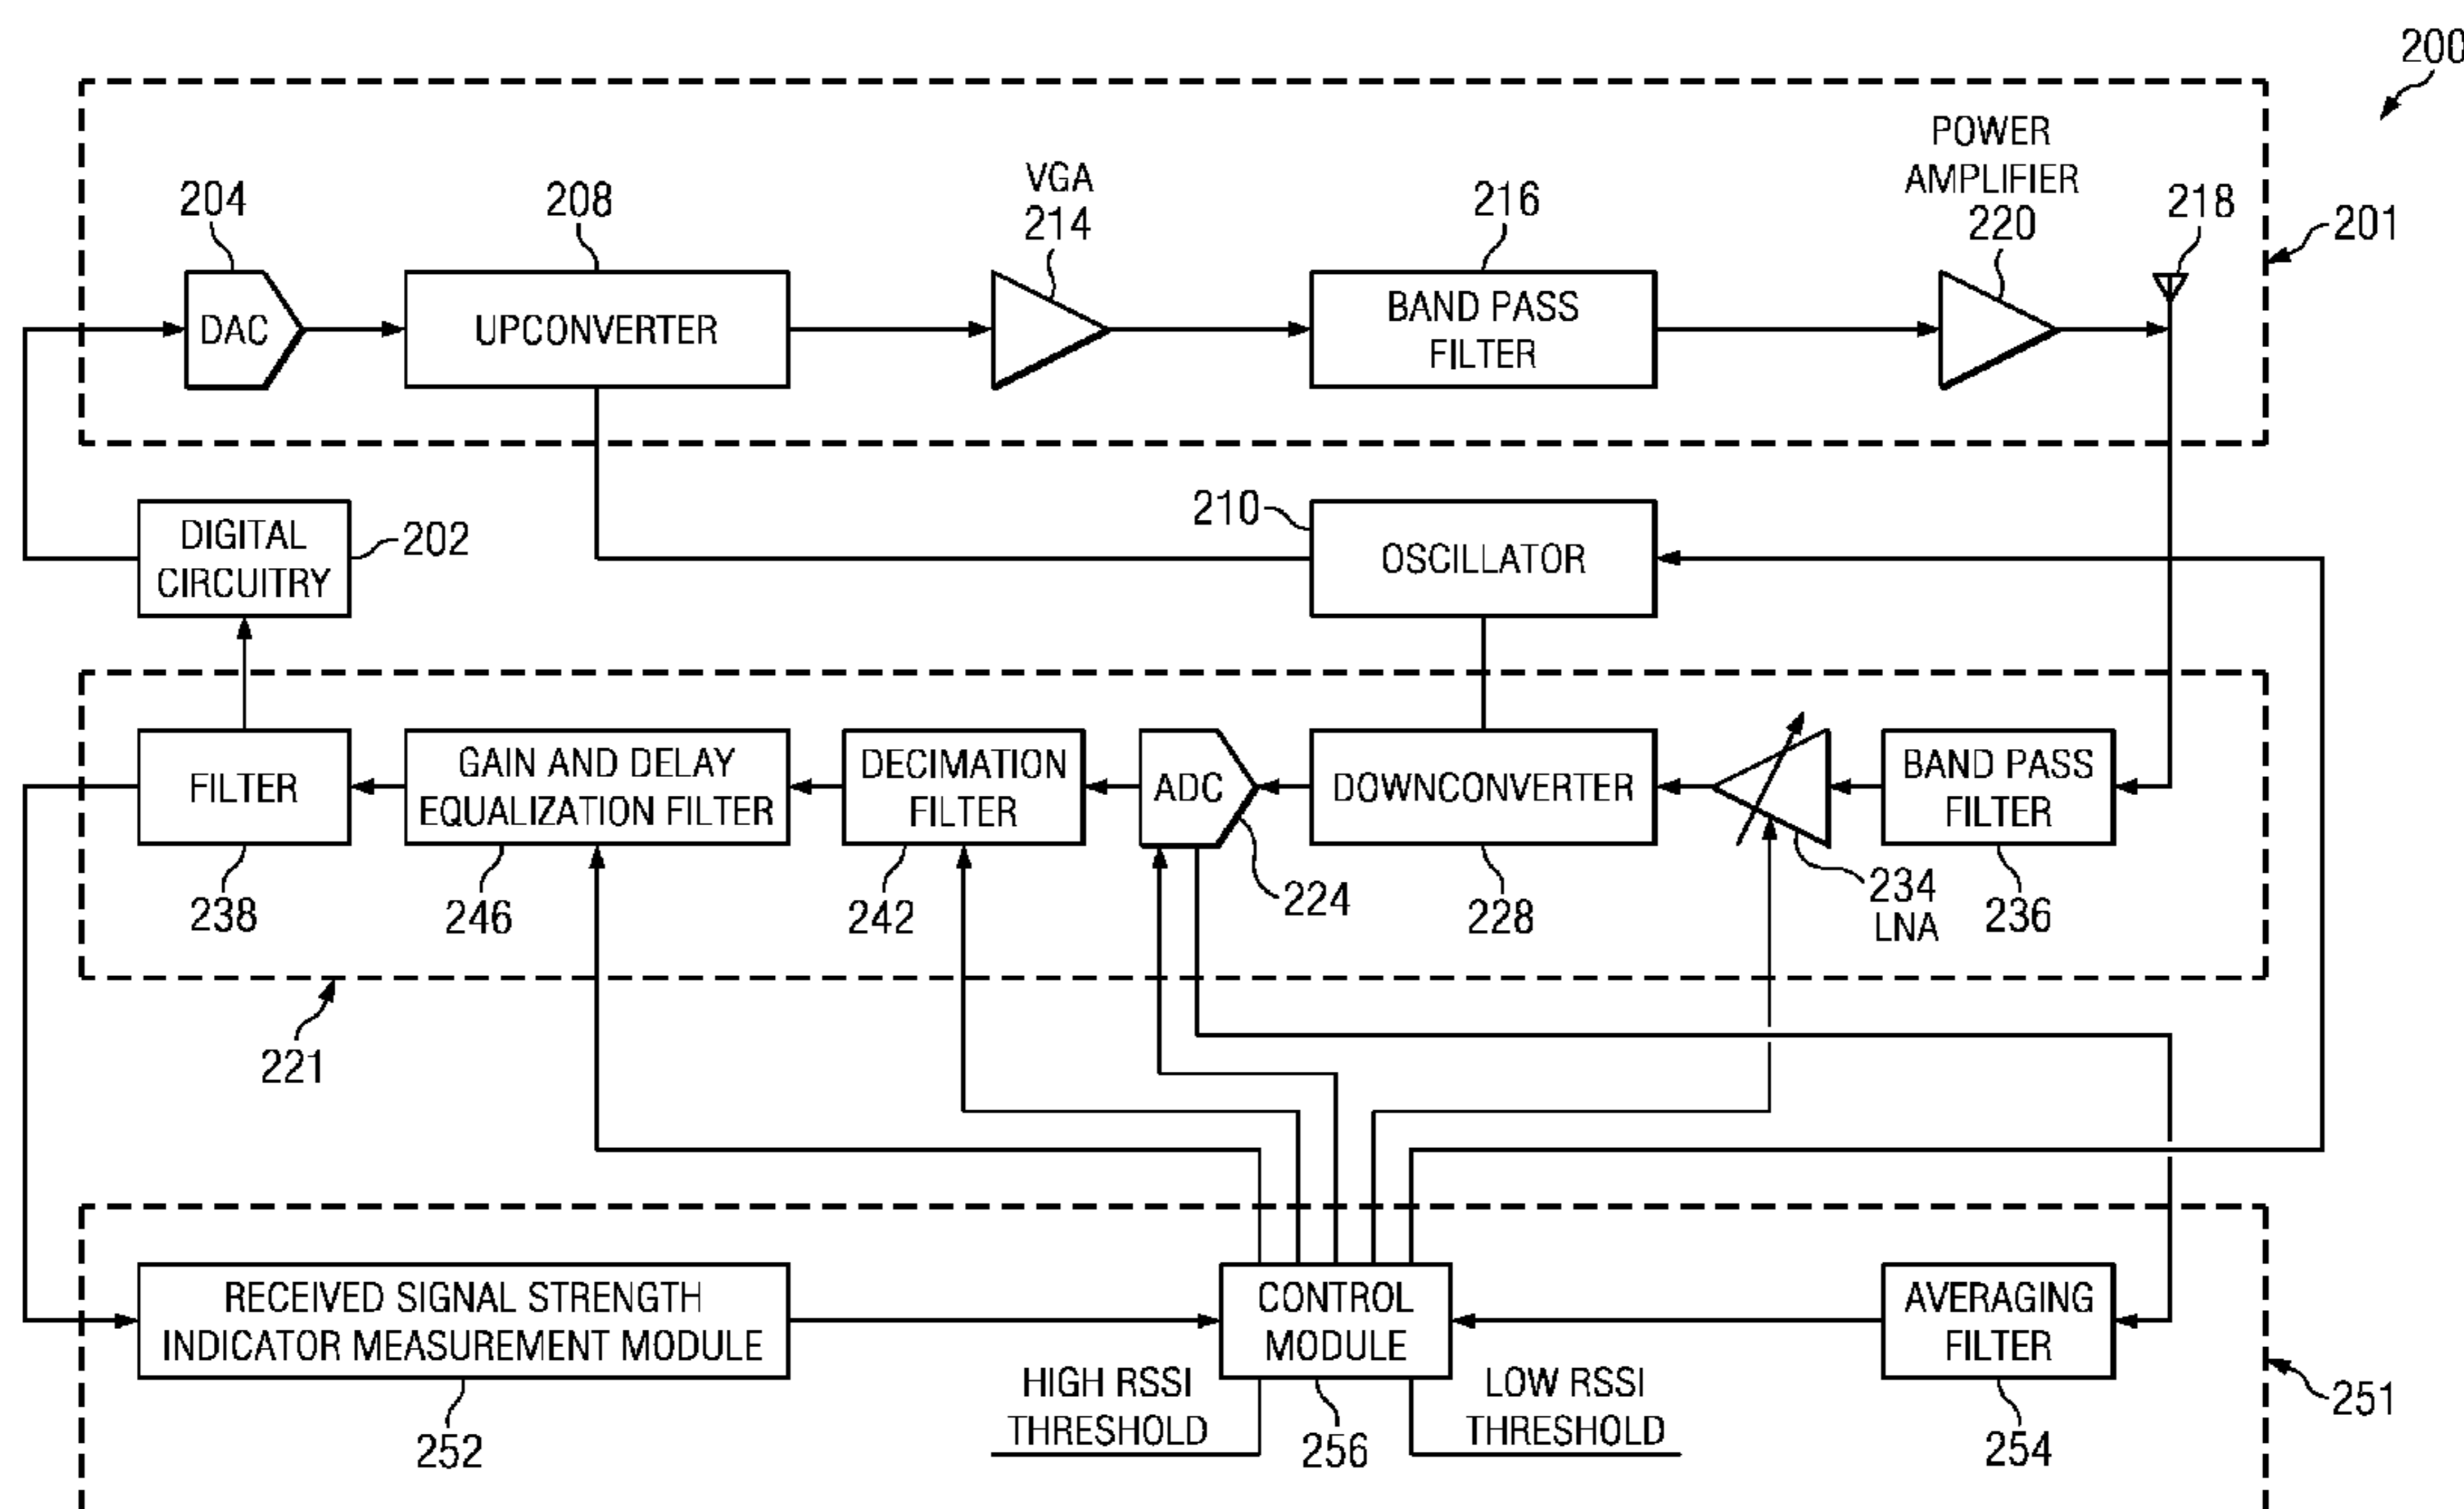 200
POWER
AMPLIFIER
220
VGA
214
204
208
216
218
201
DAC
UPCONVERTER
BAND PASS
FILTER
210
DIGITAL
CIRCUITRY
202
OSCILLATOR
FILTER
GAIN AND DELAY
EQUALIZATION FILTER
DECIMATION
FILTER
ADC
DOWNCONVERTER
BAND PASS
FILTER
238
246
242
224
228
234
LNA
236
221
RECEIVED SIGNAL STRENGTH
INDICATOR MEASUREMENT MODULE
CONTROL
MODULE
AVERAGING
FILTER
HIGH RSSI
THRESHOLD
LOW RSSI
THRESHOLD
251
252
256
254